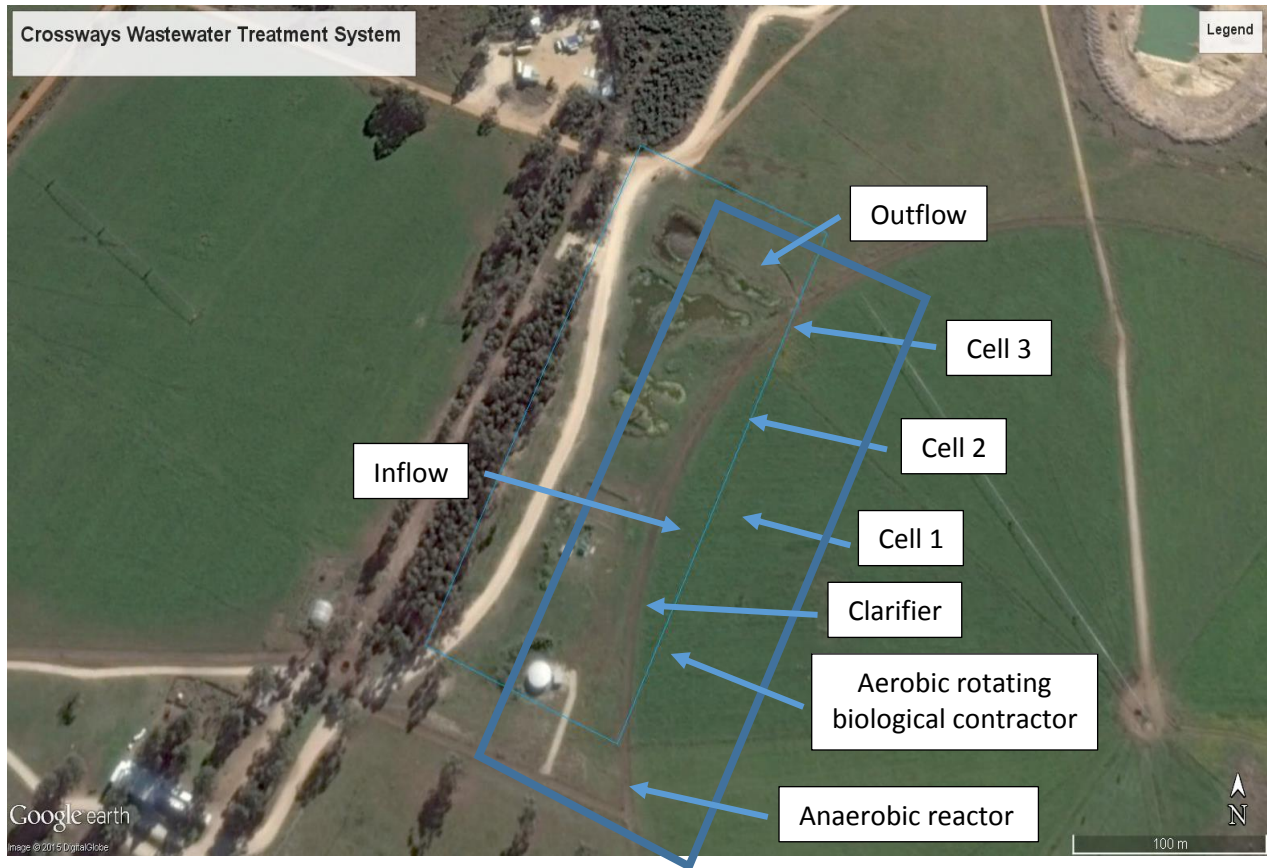 Crossways Wastewater Treatment System
Legend
Outflow
Cell 3
Cell 2
Inflow
Cell 1
Clarifier
Aerobic rotating
biological contractor
Anaerobic reactor
Google earth
Image © 2015 DigitalGlobe
N
100 m